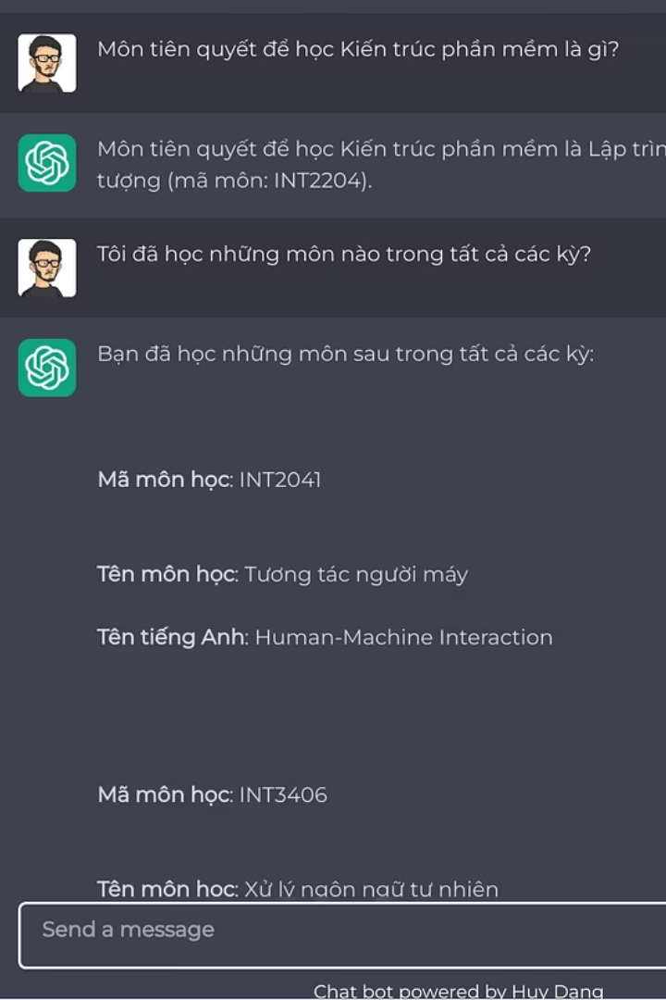 Môn tiên quyết để học Kiến trúc phần mềm là gì?
Môn tiên quyết để học Kiến trúc phần mềm là Lập trìn
tượng (mã môn: INT2204).
Tôi đã học những môn nào trong tất cả các kỳ?
Bạn đã học những môn sau trong tất cả các kỳ:
Mã môn học: INT2041
Tên môn học: Tương tác người máy
Tên tiếng Anh: Human-Machine Interaction
Mã môn học: INT3406
Tên môn học: Xử lý ngôn ngữ tự nhiên
Send a message
Chat bot powered by Huy Dang